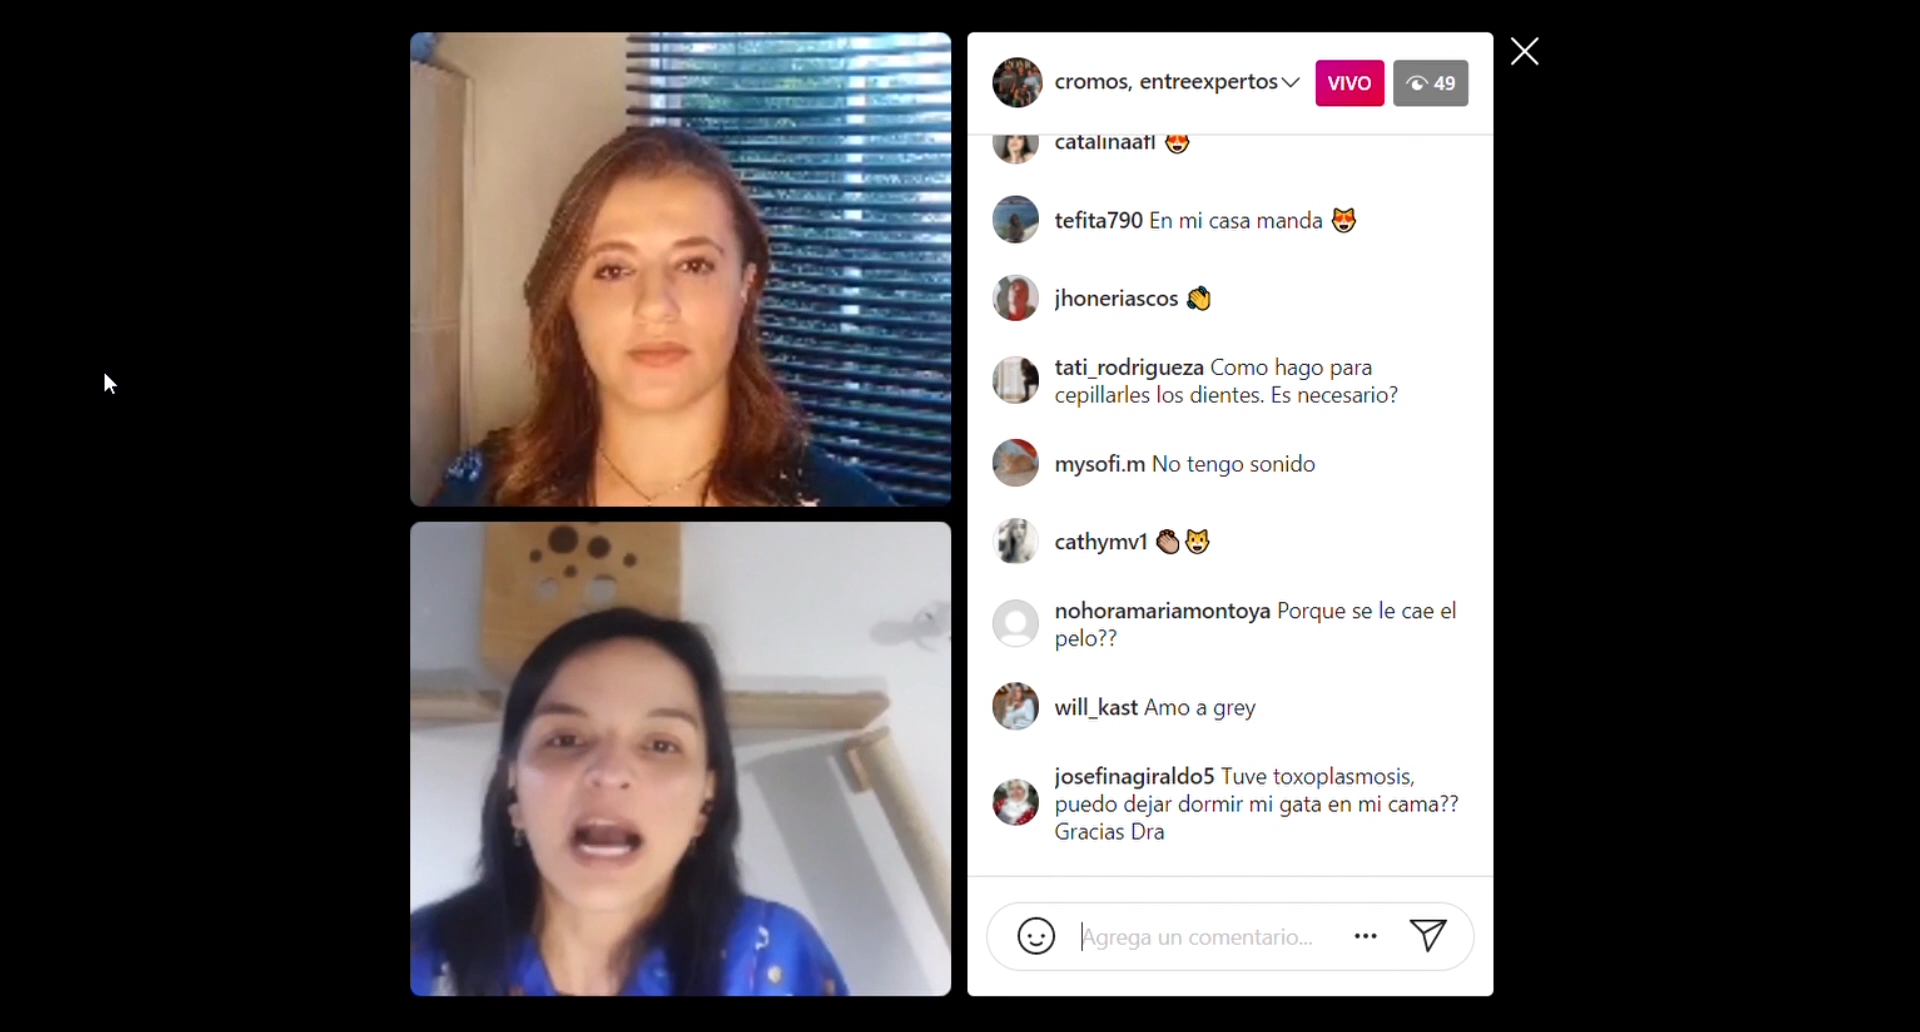 cromos, entreexpertos
VIVO
49
catalinaafl 😻
tefita790 En mi casa manda 😻
jhoneriascos 👏
tati_rodrigueza Como hago para
cepillarles los dientes. Es necesario?
mysofi.m No tengo sonido
cathymv1 👏🏽😺
nohoramariamontoya Porque se le cae el
pelo??
will_kast Amo a grey
josefinagiraldo5 Tuve toxoplasmosis,
puedo dejar dormir mi gata en mi cama??
Gracias Dra
Agrega un comentario...